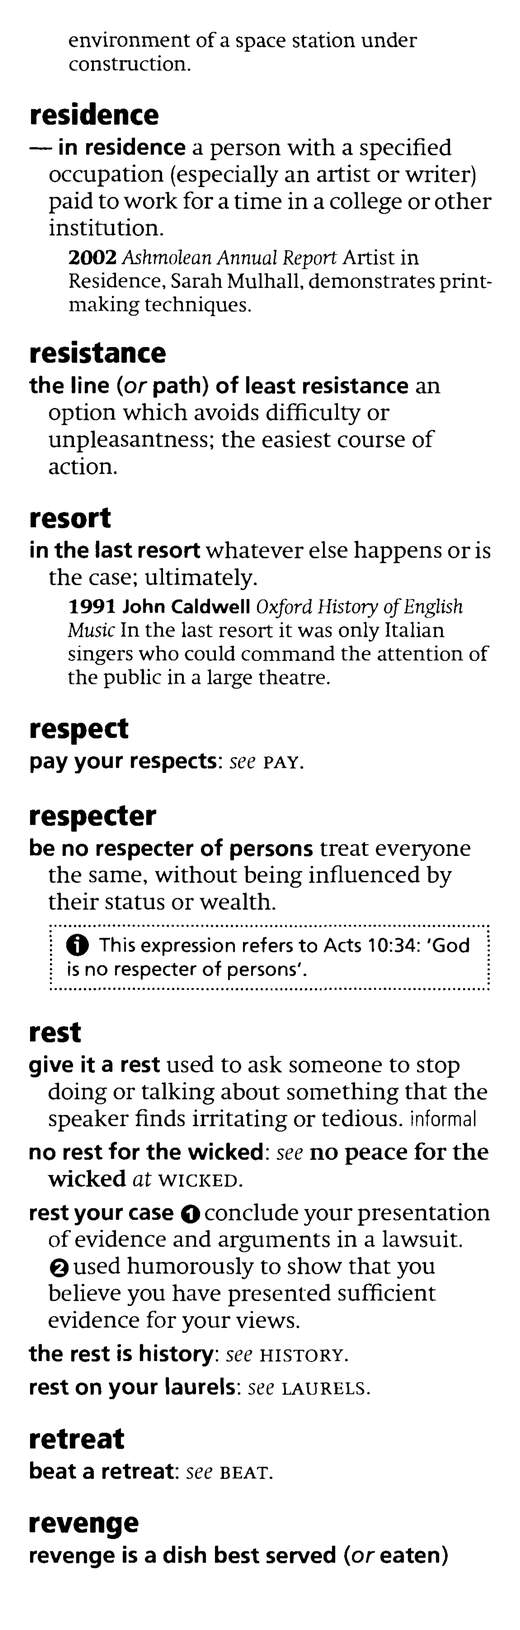 environment of a space station under
construction.
residence
— in residence a person with a specified
occupation (especially an artist or writer)
paid to work for a time in a college or other
institution.
2002 Ashmolean Annual Report Artist in
Residence, Sarah Mulhall, demonstrates print-
making techniques.
resistance
the line (or path) of least resistance an
option which avoids difficulty or
unpleasantness; the easiest course of
action.
resort
in the last resort whatever else happens or is
the case; ultimately.
1991 John Caldwell Oxford History of English
Music In the last resort it was only Italian
singers who could command the attention of
the public in a large theatre.
respect
pay your respects: see PAY.
respecter
be no respecter of persons treat everyone
the same, without being influenced by
their status or wealth.
ℹ This expression refers to Acts 10:34: ‘God
is no respecter of persons’.
rest
give it a rest used to ask someone to stop
doing or talking about something that the
speaker finds irritating or tedious. informal
no rest for the wicked: see no peace for the
wicked at WICKED.
rest your case ❶ conclude your presentation
of evidence and arguments in a lawsuit.
❷ used humorously to show that you
believe you have presented sufficient
evidence for your views.
the rest is history: see HISTORY.
rest on your laurels: see LAURELS.
retreat
beat a retreat: see BEAT.
revenge
revenge is a dish best served (or eaten)